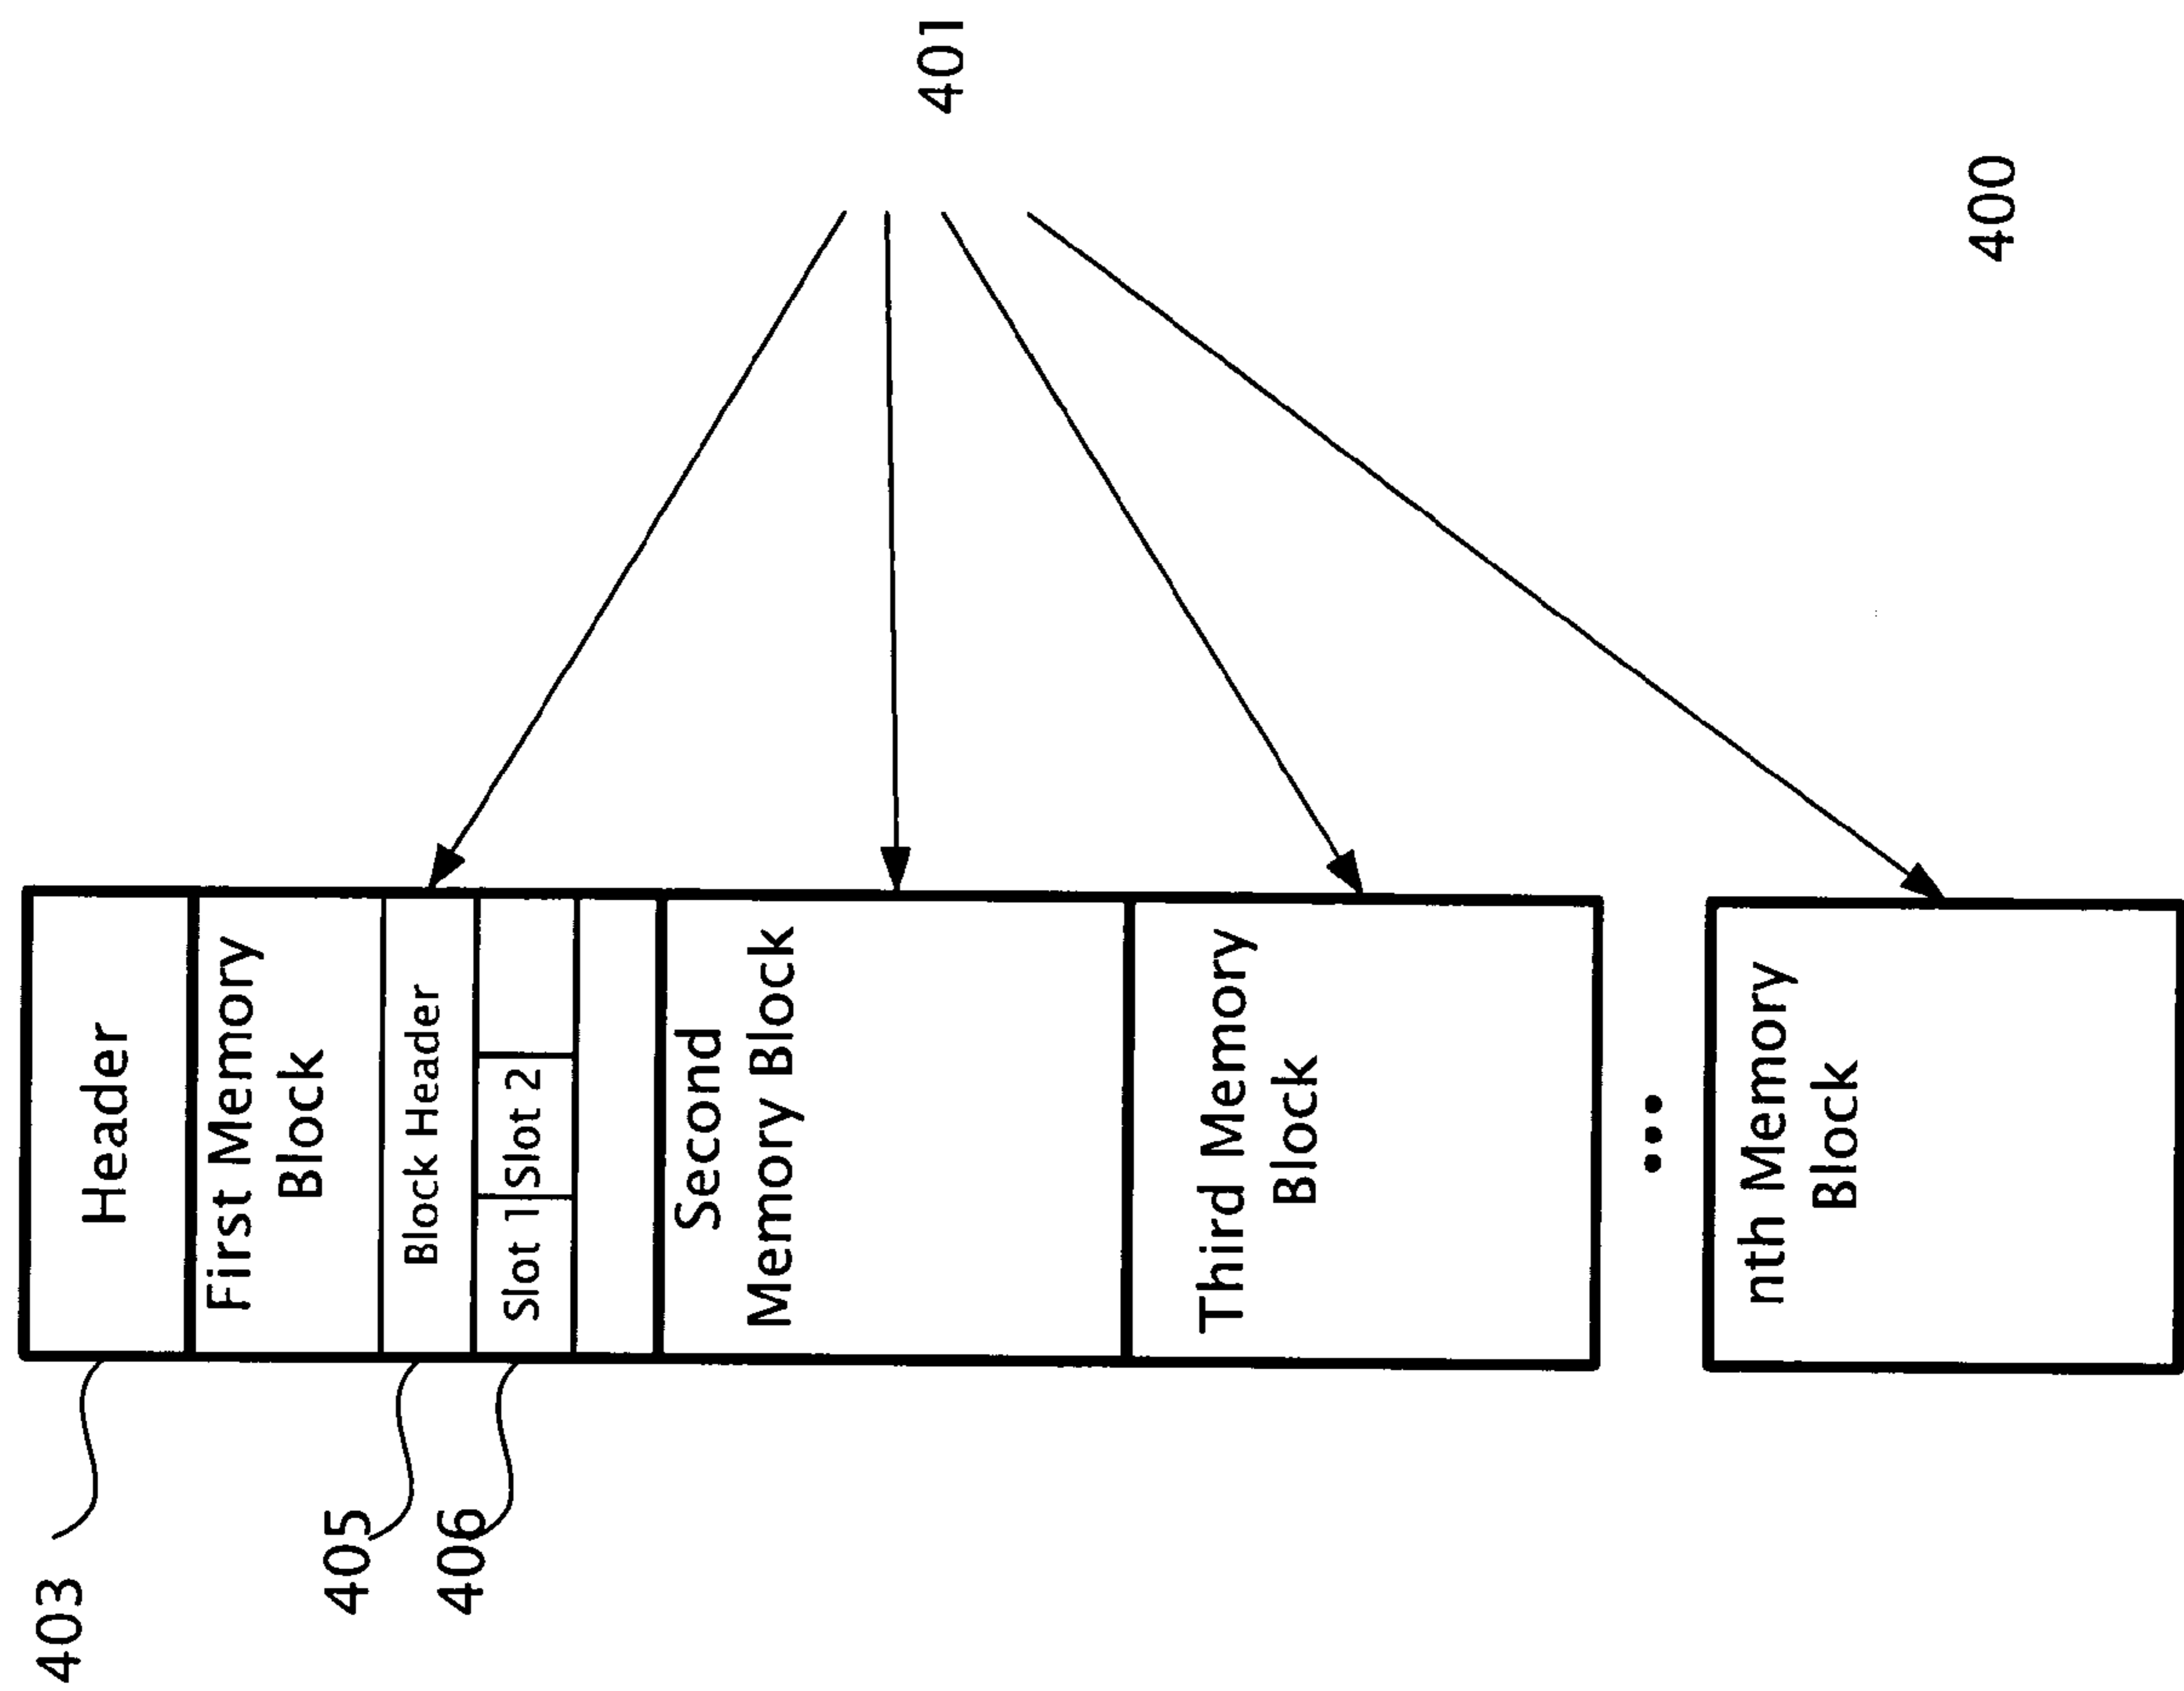 403
Header
First Memory
Block
405
Block Header
406
Slot 1
Slot 2
Second
Memory Block
Third Memory
Block
nth Memory
Block
401
400